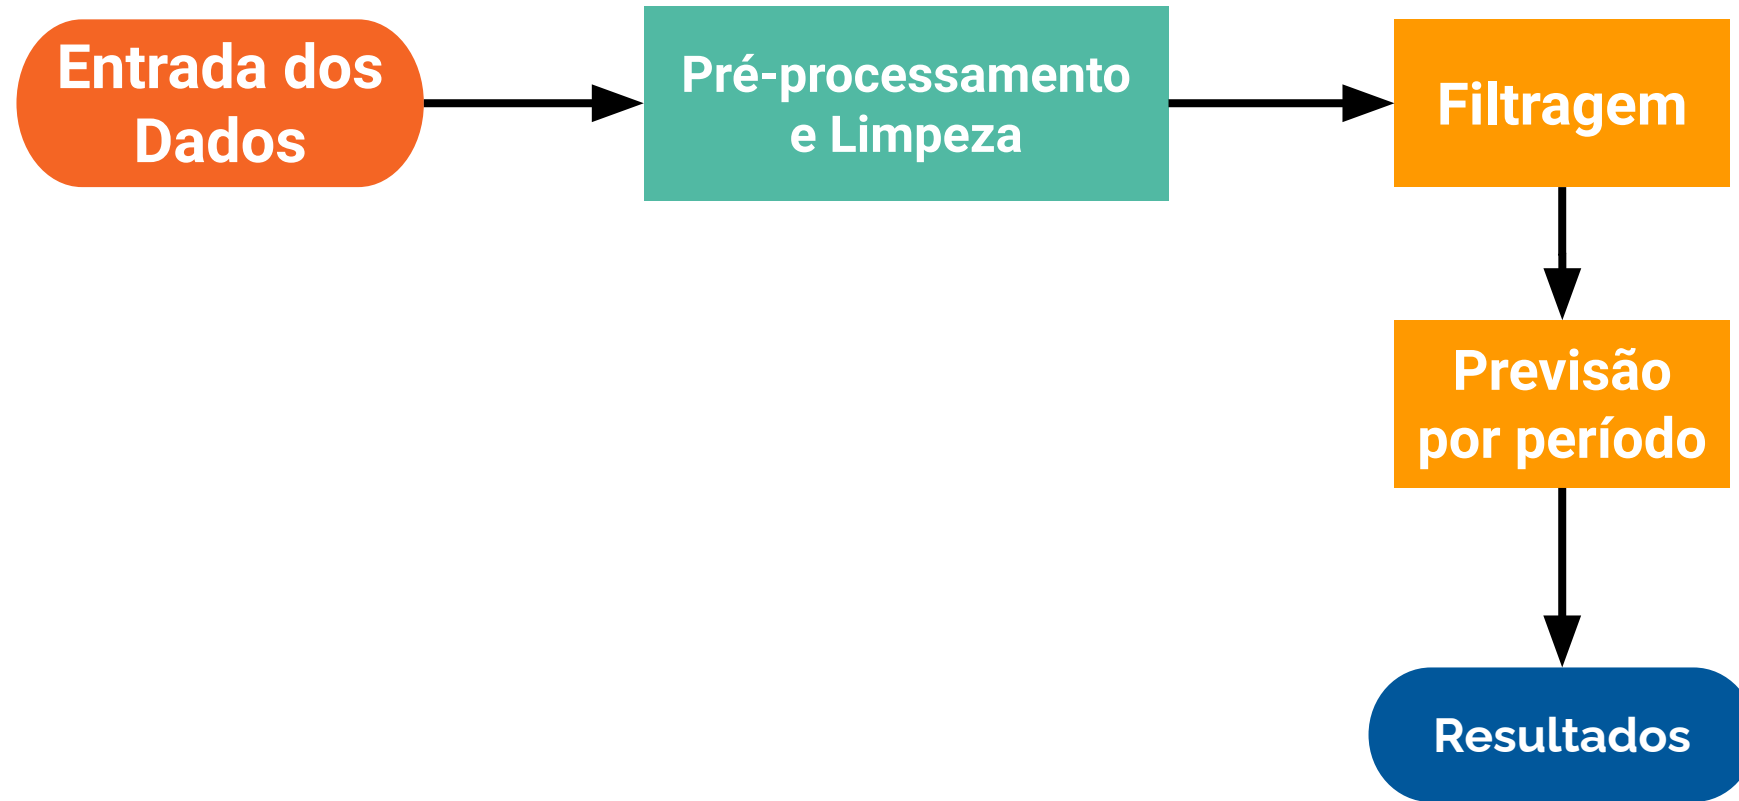 Entrada dos
Dados
Pré-processamento
e Limpeza
Filtragem
Previsão
por período
Resultados